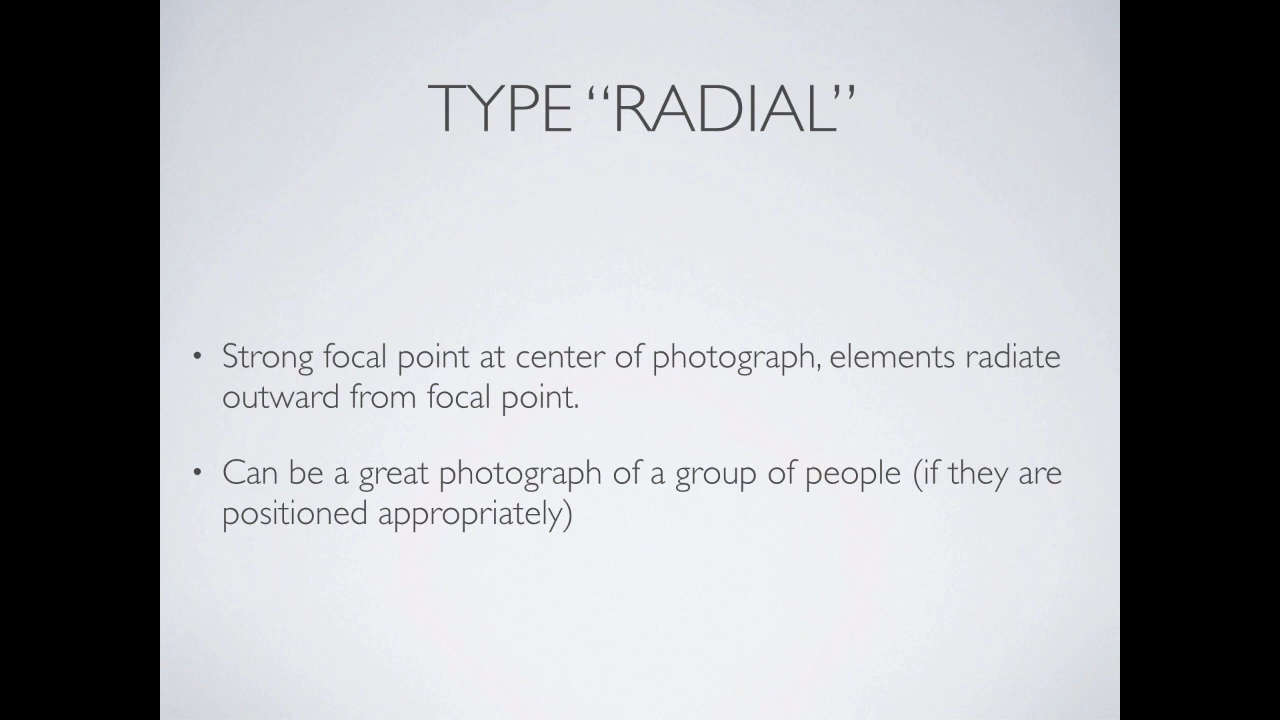 TYPE “RADIAL”
• Strong focal point at center of photograph, elements radiate
outward from focal point.
• Can be a great photograph of a group of people (if they are
positioned appropriately)